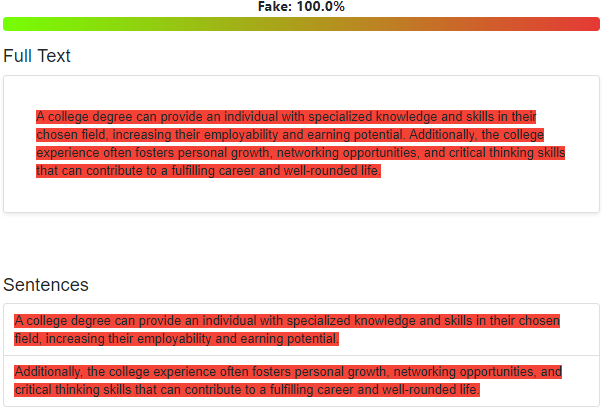 Fake: 100.0%
Full Text
A college degree can provide an individual with specialized knowledge and skills in their
chosen field, increasing their employability and earning potential. Additionally, the college
experience often fosters personal growth, networking opportunities, and critical thinking skills
that can contribute to a fulfilling career and well-rounded life.
Sentences
A college degree can provide an individual with specialized knowledge and skills in their chosen
field, increasing their employability and earning potential.
Additionally, the college experience often fosters personal growth, networking opportunities, and
critical thinking skills that can contribute to a fulfilling career and well-rounded life.